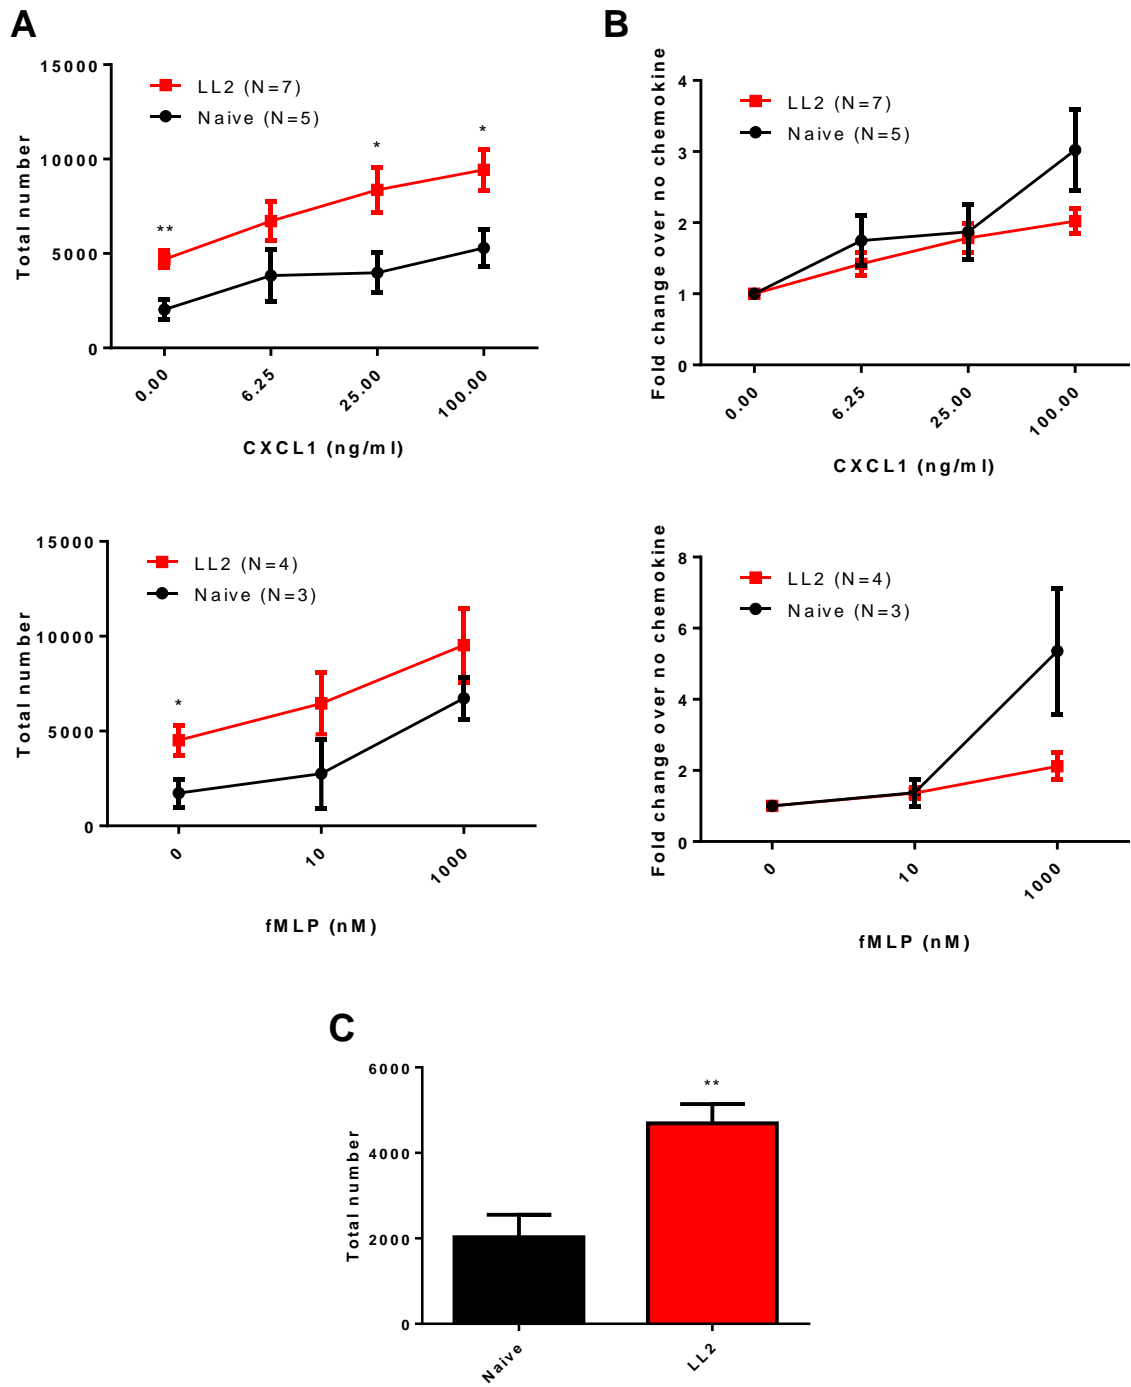 A
15000
10000
5000
0
Total number
LL2 (N=7)
Naive (N=5)
**
*
*
0.00
6.25
25.00
100.00
CXCL1 (ng/ml)
B
4
3
2
1
0
Fold change over no chemokine
LL2 (N=7)
Naive (N=5)
0.00
6.25
25.00
100.00
CXCL1 (ng/ml)
15000
10000
5000
0
Total number
LL2 (N=4)
Naive (N=3)
*
0
10
1000
fMLP (nM)
8
6
4
2
0
Fold change over no chemokine
LL2 (N=4)
Naive (N=3)
0
10
1000
fMLP (nM)
C
6000
4000
2000
0
Total number
**
Naive
LL2